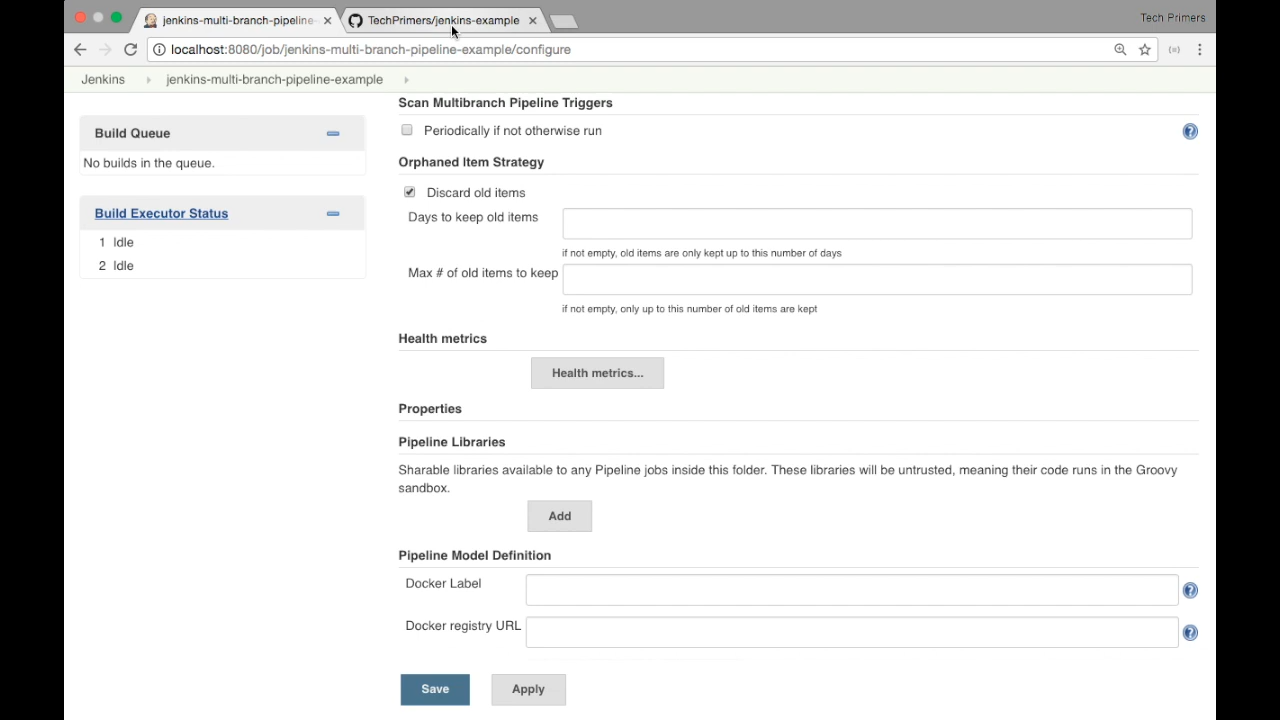 jenkins-multi-branch-pipeline-
TechPrimers/jenkins-example
Tech Primers
localhost:8080/job/jenkins-multi-branch-pipeline-example/configure
Jenkins
jenkins-multi-branch-pipeline-example
Build Queue
No builds in the queue.
Build Executor Status
1 Idle
2 Idle
Scan Multibranch Pipeline Triggers
Periodically if not otherwise run
Orphaned Item Strategy
Discard old items
Days to keep old items
if not empty, old items are only kept up to this number of days
Max # of old items to keep
if not empty, only up to this number of old items are kept
Health metrics
Health metrics...
Properties
Pipeline Libraries
Sharable libraries available to any Pipeline jobs inside this folder. These libraries will be untrusted, meaning their code runs in the Groovy
sandbox.
Add
Pipeline Model Definition
Docker Label
Docker registry URL
Save
Apply